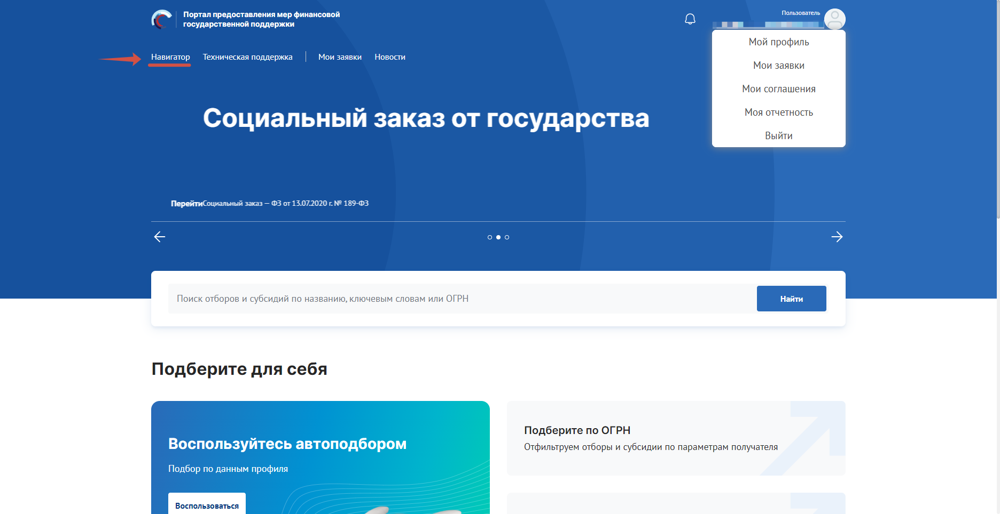 Портал предоставления мер финансовой
государственной поддержки
Пользователь
Мой профиль
Мои заявки
Мои соглашения
Моя отчетность
Выйти
Навигатор
Техническая поддержка
Мои заявки
Новости
Социальный заказ от государства
Перейти
Социальный заказ — ФЗ от 13.07.2020 г. № 189-ФЗ
Поиск отборов и субсидий по названию, ключевым словам или ОГРН
Найти
Подберите для себя
Воспользуйтесь автоподбором
Подбор по данным профиля
Воспользоваться
Подберите по ОГРН
Отфильтруем отборы и субсидии по параметрам получателя